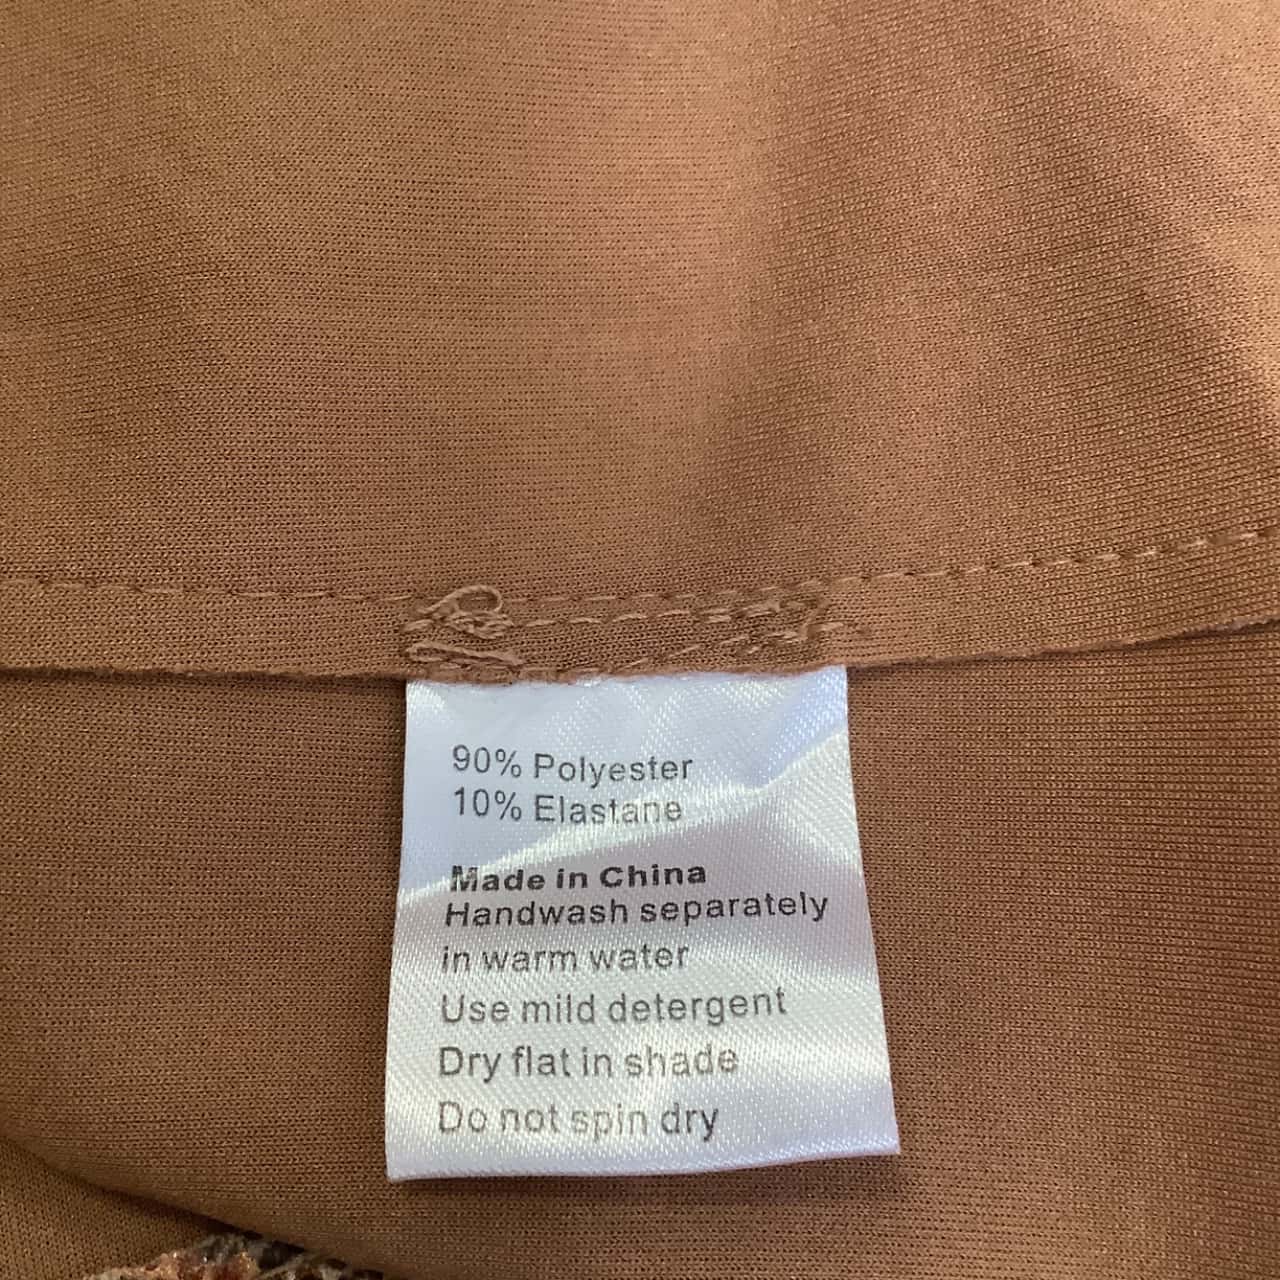 90% Polyester
10% Elastane
Made in China
Handwash separately
in warm water
Use mild detergent
Dry flat in shade
Do not spin dry